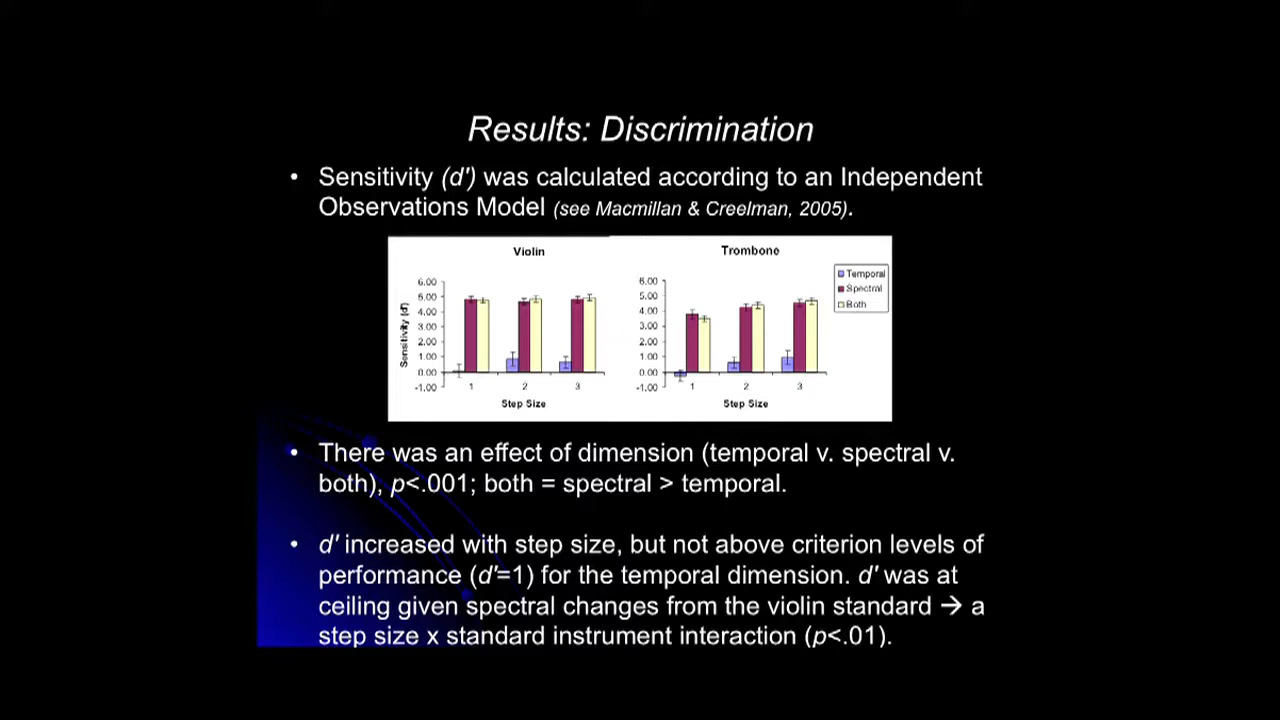 Results: Discrimination
• Sensitivity (d') was calculated according to an Independent
Observations Model (see Macmillan & Creelman, 2005).
Violin
Trombone
Temporal
Spectral
Both
Sensitivity (d')
6.00
5.00
4.00
3.00
2.00
1.00
0.00
-1.00
1 2 3
Step Size
6.00
5.00
4.00
3.00
2.00
1.00
0.00
-1.00
1 2 3
Step Size
• There was an effect of dimension (temporal v. spectral v.
both), p<.001; both = spectral > temporal.
• d' increased with step size, but not above criterion levels of
performance (d'=1) for the temporal dimension. d' was at
ceiling given spectral changes from the violin standard → a
step size x standard instrument interaction (p<.01).